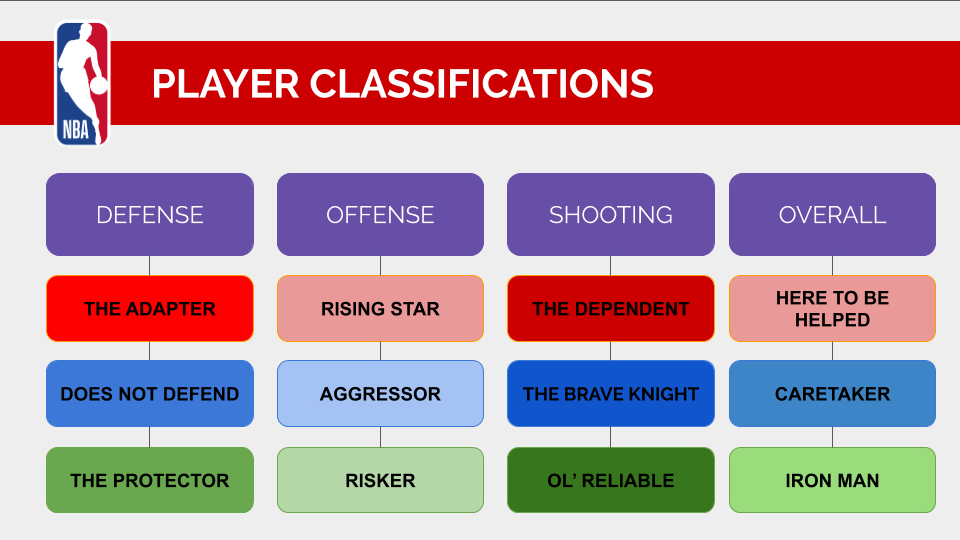 NBA
PLAYER CLASSIFICATIONS
DEFENSE
OFFENSE
SHOOTING
OVERALL
THE ADAPTER
RISING STAR
THE DEPENDENT
HERE TO BE
HELPED
DOES NOT DEFEND
AGGRESSOR
THE BRAVE KNIGHT
CARETAKER
THE PROTECTOR
RISKER
OL’ RELIABLE
IRON MAN